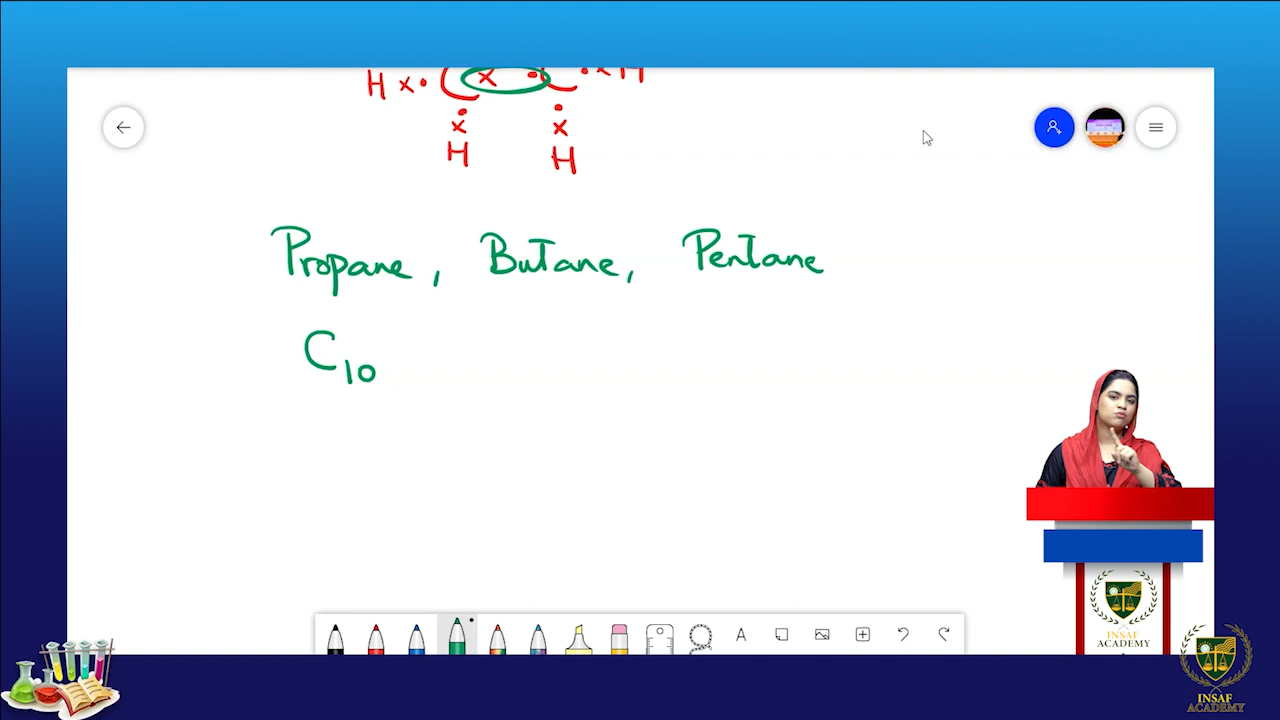 H x• C x • C •x H
• •
x x
H H
Propane, Butane, Pentane
C₁₀
A
INSAF
ACADEMY
INSAF
ACADEMY